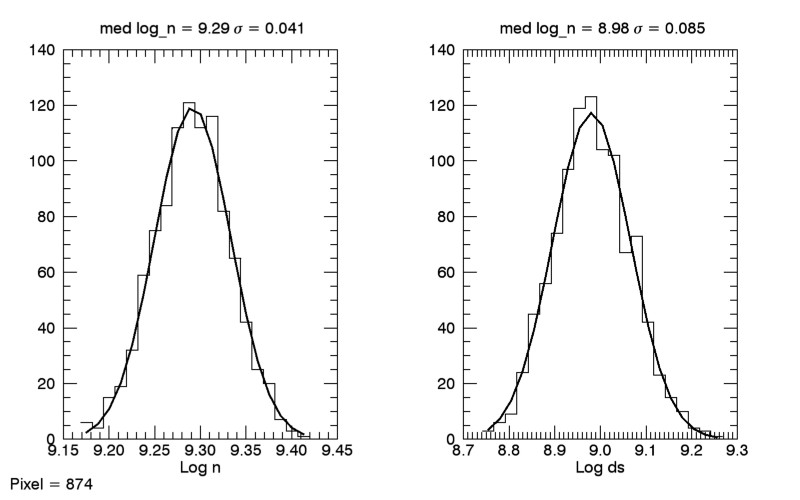 med log_n = 9.29 σ = 0.041
med log_n = 8.98 σ = 0.085
140
120
100
80
60
40
20
0
9.15 9.20 9.25 9.30 9.35 9.40 9.45
Log n
140
120
100
80
60
40
20
0
8.7 8.8 8.9 9.0 9.1 9.2 9.3
Log ds
Pixel = 874